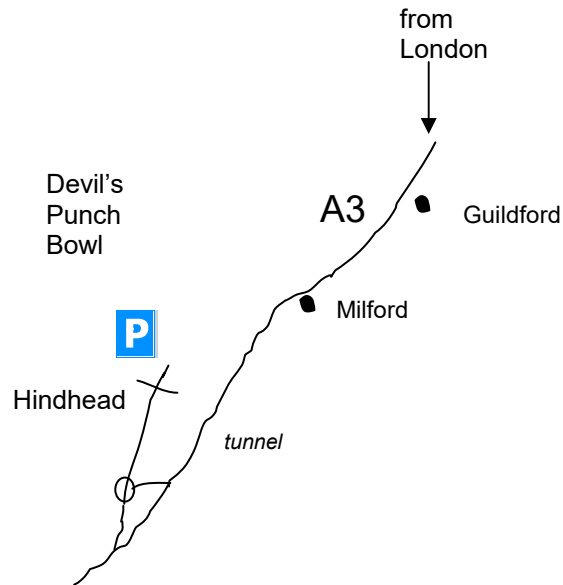 from
London
Devil's
Punch
Bowl
A3
Guildford
Milford
P
Hindhead
tunnel